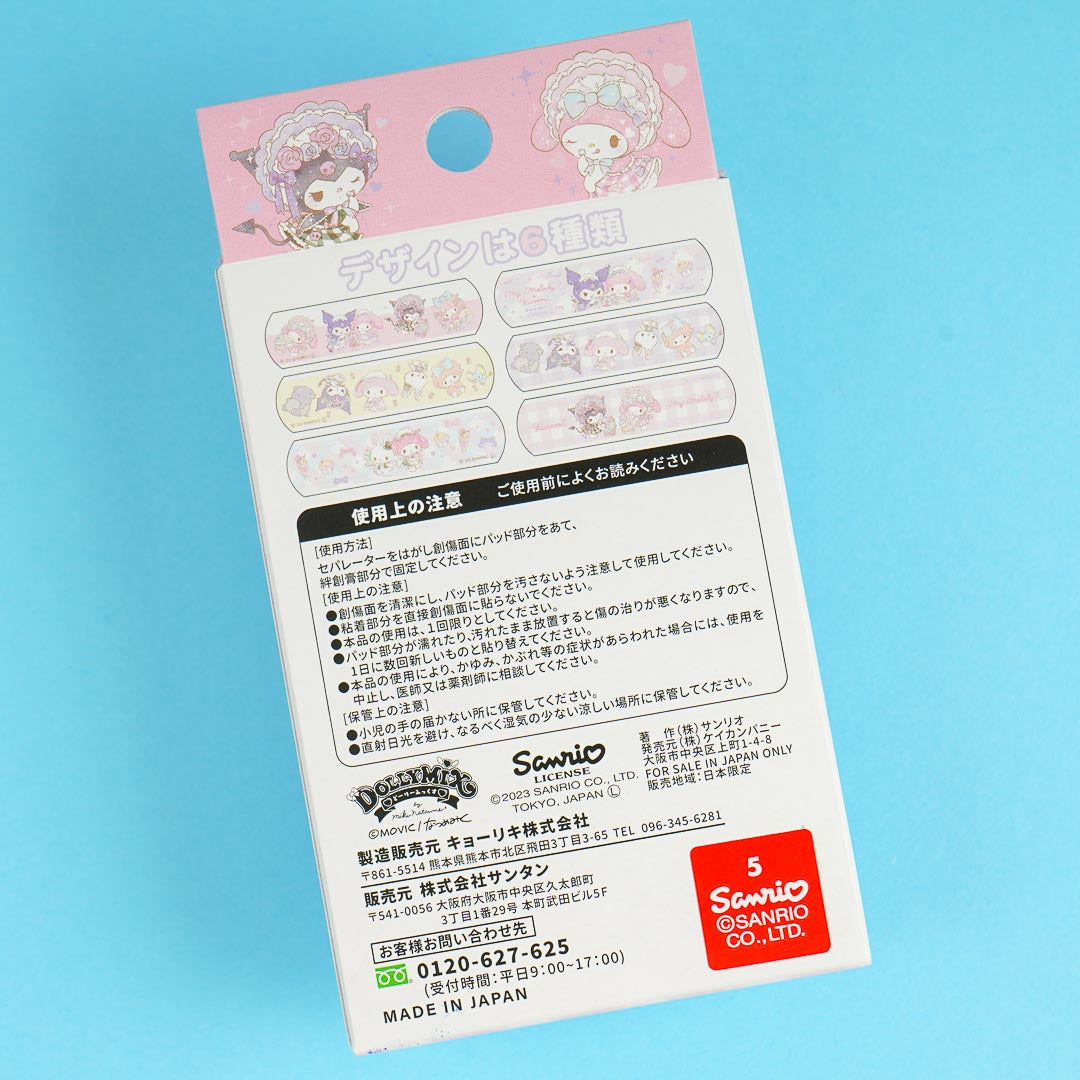 デザインは6種類
My Melody
Kuromi
Kuromi
My Melody
使用上の注意 ご使用前によくお読みください
[使用方法]
セパレーターをはがし創傷面にパッド部分をあて、
絆創膏部分で固定してください。
[使用上の注意]
●創傷面を清潔にし、パッド部分を汚さないよう注意して使用してください。
●粘着部分を直接創傷面に貼らないでください。
●本品の使用は、1回限りとしてください。
●パッド部分が濡れたり、汚れたまま放置すると傷の治りが悪くなりますので、
1日に数回新しいものと貼り替えてください。
●本品の使用により、かゆみ、かぶれ等の症状があらわれた場合には、使用を
中止し、医師又は薬剤師に相談してください。
[保管上の注意]
●小児の手の届かない所に保管してください。
●直射日光を避け、なるべく湿気の少ない涼しい場所に保管してください。
DOLLYMIX
どーりーみっくす
by
miki natsume
©MOVIC/なつみみく
Sanrio
LICENSE
©2023 SANRIO CO., LTD.
TOKYO, JAPAN Ⓛ
著 作(株)サンリオ
発売元(株)ケイカンパニー
大阪市中央区上町1-4-8
FOR SALE IN JAPAN ONLY
販売地域:日本限定
製造販売元 キョーリキ株式会社
〒861-5514 熊本県熊本市北区飛田3丁目3-65 TEL 096-345-6281
販売元 株式会社サンタン
〒541-0056 大阪府大阪市中央区久太郎町
3丁目1番29号 本町武田ビル5F
お客様お問い合わせ先
0120-627-625
(受付時間:平日9:00~17:00)
MADE IN JAPAN
5
Sanrio
©SANRIO
CO., LTD.